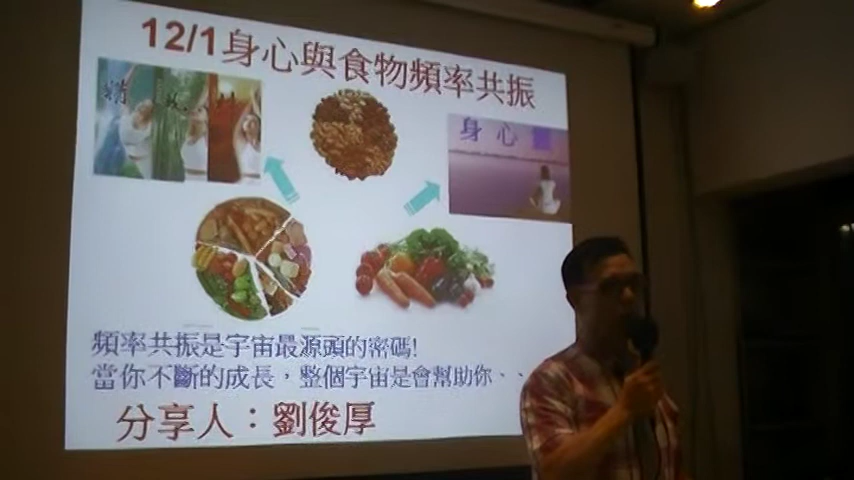 12/1身心與食物頻率共振
身心
頻率共振是宇宙最源頭的密碼!
當你不斷的成長，整個宇宙是會幫助你、、
分享人：劉俊厚